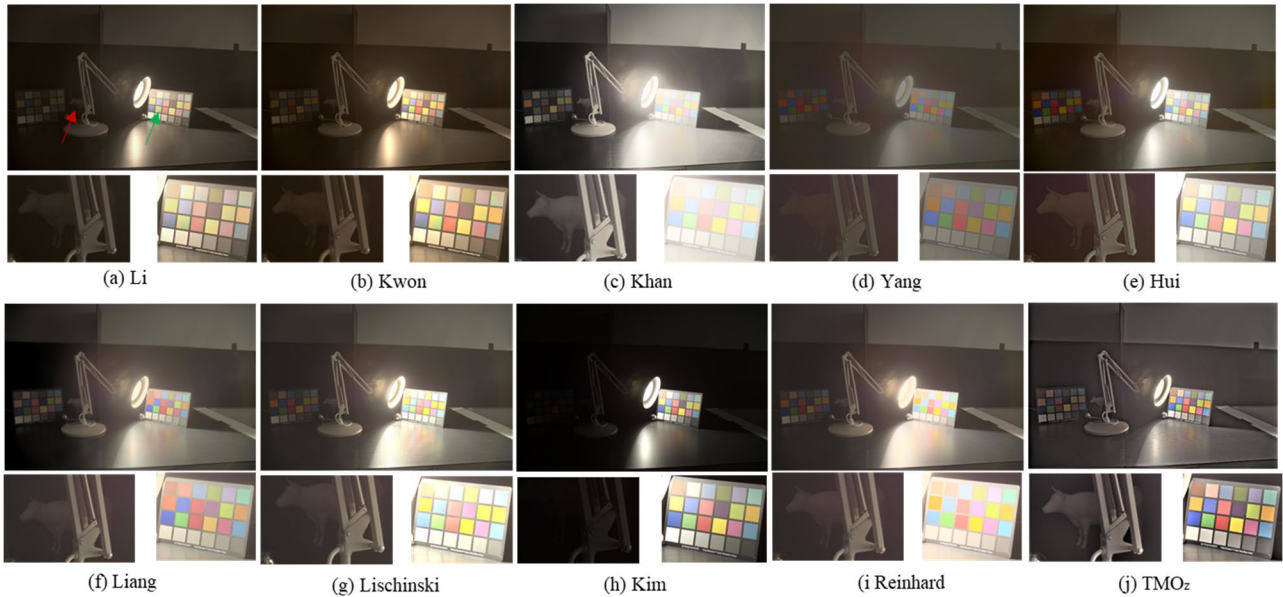 (a) Li
(b) Kwon
(c) Khan
(d) Yang
(e) Hui
(f) Liang
(g) Lischinski
(h) Kim
(i Reinhard
(j) TMOz